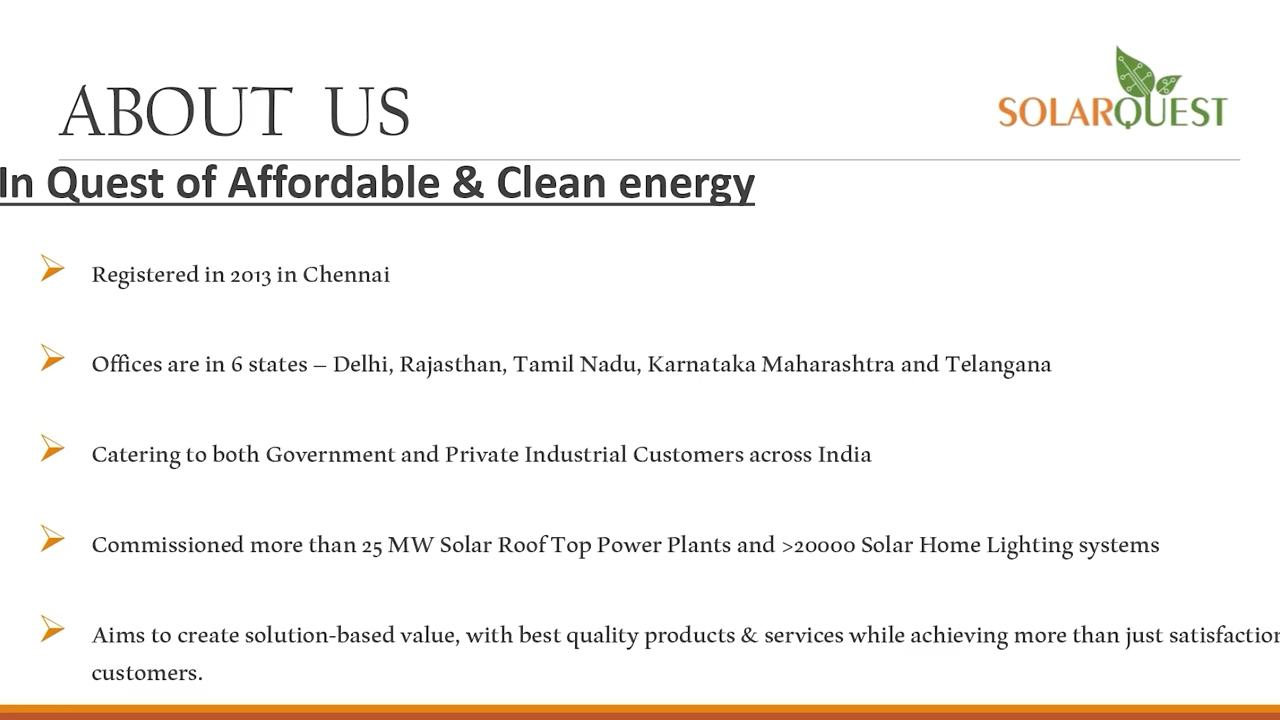 ABOUT US
SOLARQUEST
In Quest of Affordable & Clean energy
Registered in 2013 in Chennai
Offices are in 6 states – Delhi, Rajasthan, Tamil Nadu, Karnataka Maharashtra and Telangana
Catering to both Government and Private Industrial Customers across India
Commissioned more than 25 MW Solar Roof Top Power Plants and >20000 Solar Home Lighting systems
Aims to create solution-based value, with best quality products & services while achieving more than just satisfaction
customers.